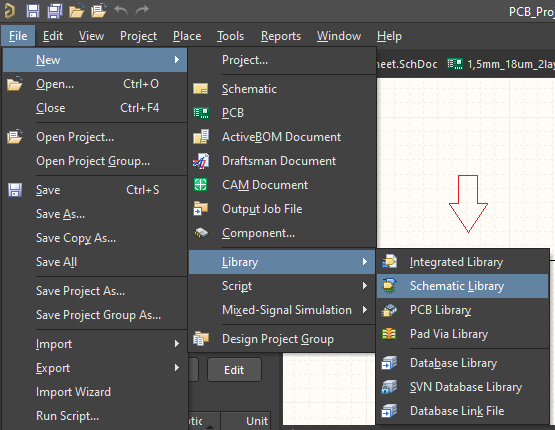 PCB_Pro
File Edit View Project Place Tools Reports Window Help
eet.SchDoc 1,5mm_18um_2lay
New
Open... Ctrl+O
Close Ctrl+F4
Open Project...
Open Project Group...
Save Ctrl+S
Save As...
Save Copy As...
Save All
Save Project As...
Save Project Group As...
Import
Export
Import Wizard
Run Script...
Project...
Schematic
PCB
ActiveBOM Document
Draftsman Document
CAM Document
Output Job File
Component...
Library
Script
Mixed-Signal Simulation
Design Project Group
Integrated Library
Schematic Library
PCB Library
Pad Via Library
Database Library
SVN Database Library
Database Link File
Edit
tic Unit